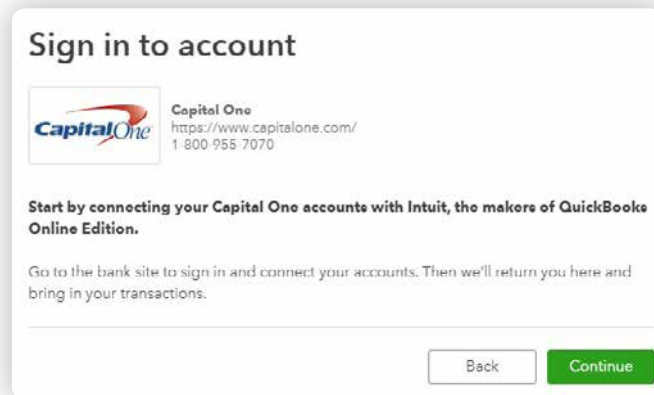 Sign in to account
CapitalOne
Capital One
https://www.capitalone.com/
1-800-955-7070
Start by connecting your Capital One accounts with Intuit, the makers of QuickBooks
Online Edition.
Go to the bank site to sign in and connect your accounts. Then we'll return you here and
bring in your transactions.
Back
Continue